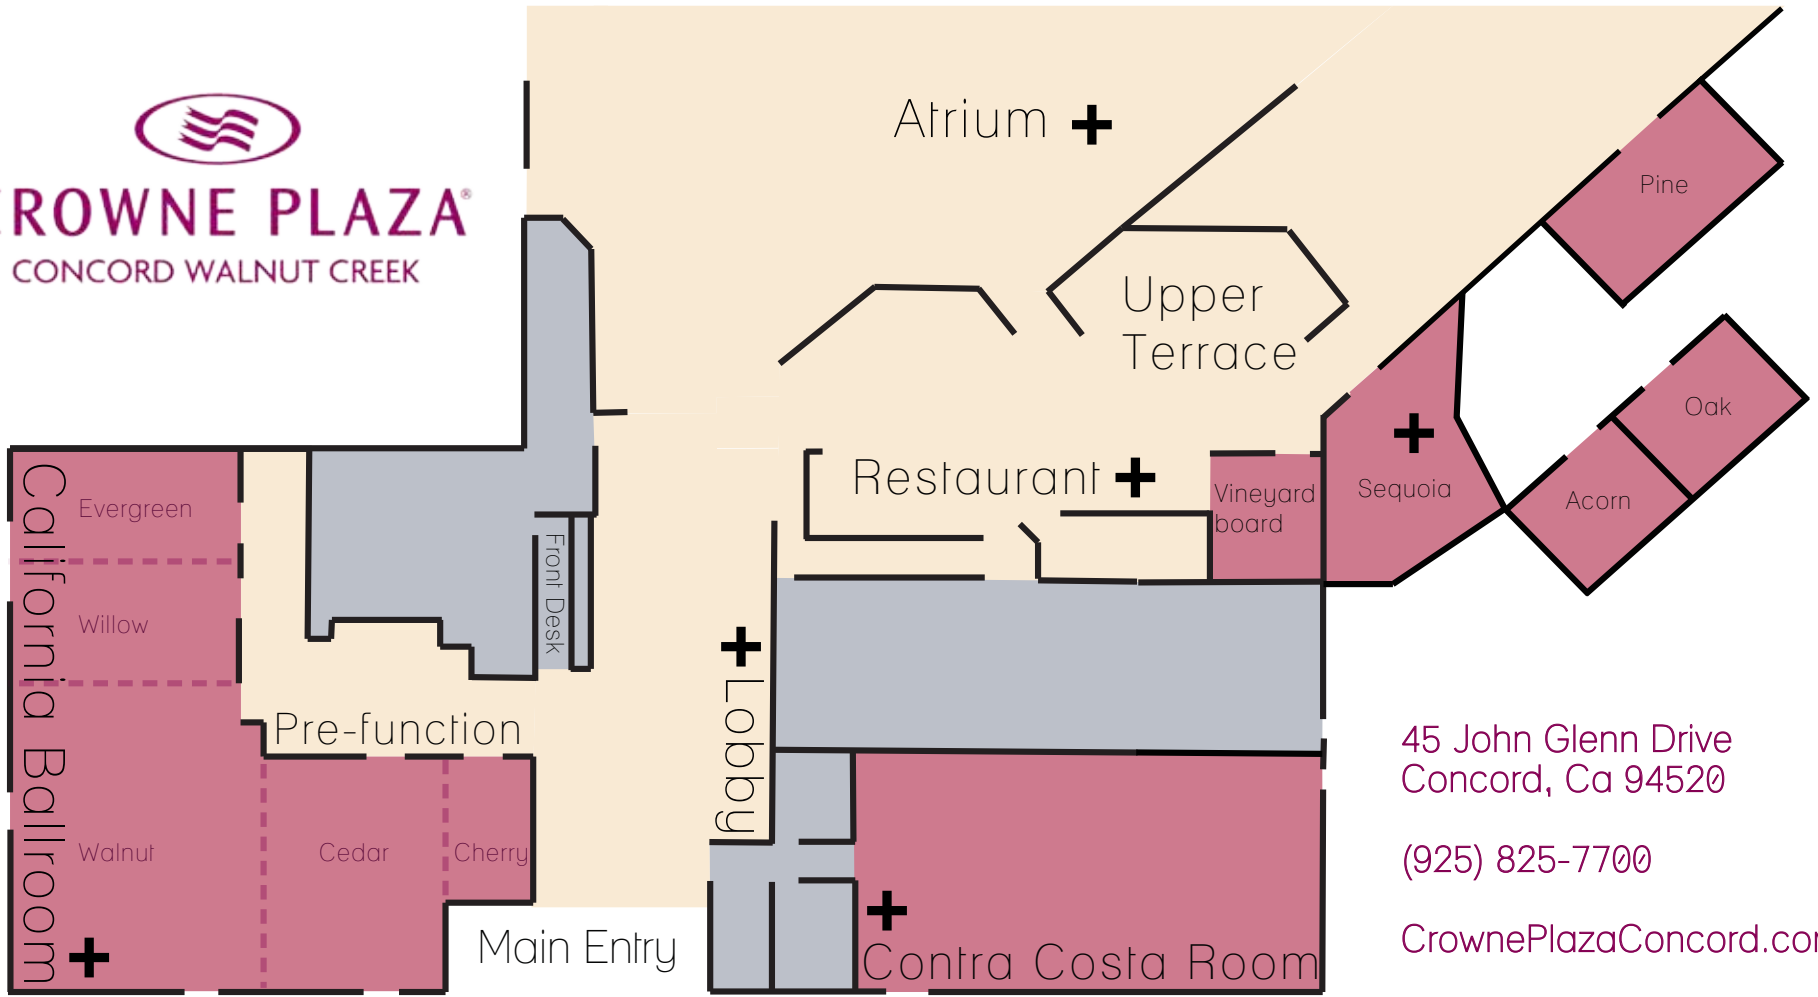 ROWNE PLAZA®
CONCORD WALNUT CREEK
Atrium
Pine
Upper
Terrace
Oak
Restaurant
Vineyard
board
Sequoia
Acorn
California Ballroom
Evergreen
Willow
Front Desk
Lobby
Pre-function
Walnut
Cedar
Cherry
Main Entry
Contra Costa Room
45 John Glenn Drive
Concord, Ca 94520
(925) 825-7700
CrownePlazaConcord.com